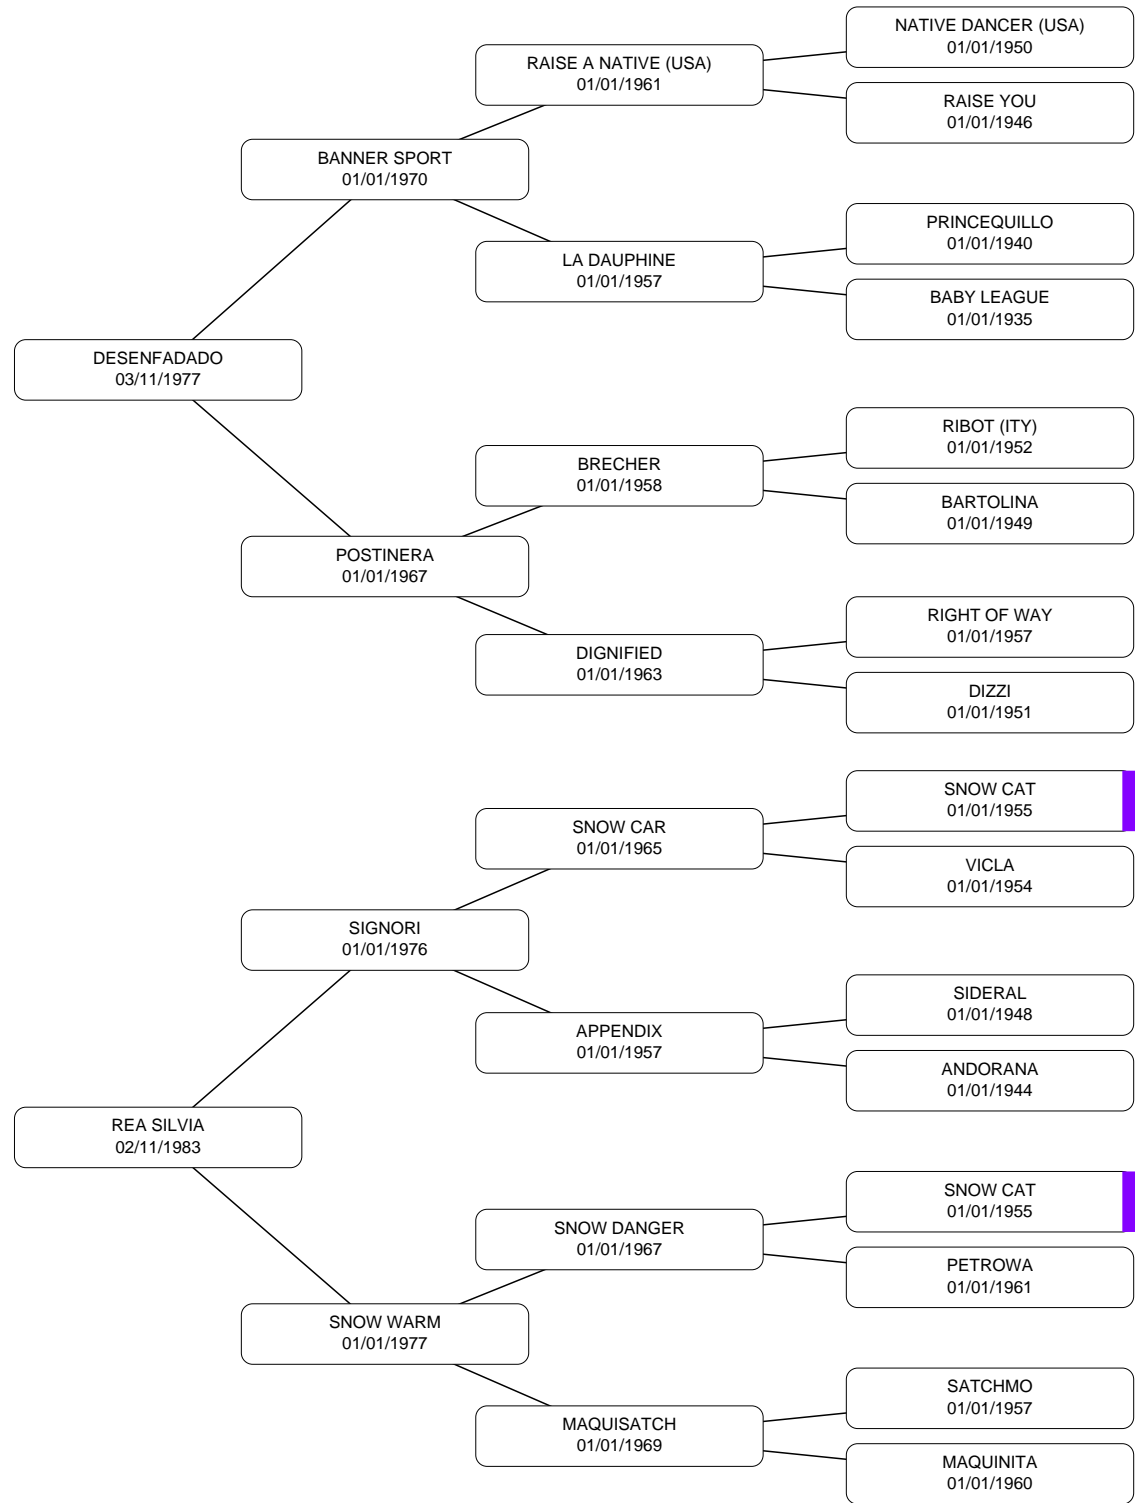 NATIVE DANCER (USA)
01/01/1950
RAISE A NATIVE (USA)
01/01/1961
RAISE YOU
01/01/1946
BANNER SPORT
01/01/1970
PRINCEQUILLO
01/01/1940
LA DAUPHINE
01/01/1957
BABY LEAGUE
01/01/1935
DESENFADADO
03/11/1977
RIBOT (ITY)
01/01/1952
BRECHER
01/01/1958
BARTOLINA
01/01/1949
POSTINERA
01/01/1967
RIGHT OF WAY
01/01/1957
DIGNIFIED
01/01/1963
DIZZI
01/01/1951
SNOW CAT
01/01/1955
SNOW CAR
01/01/1965
VICLA
01/01/1954
SIGNORI
01/01/1976
SIDERAL
01/01/1948
APPENDIX
01/01/1957
ANDORANA
01/01/1944
REA SILVIA
02/11/1983
SNOW CAT
01/01/1955
SNOW DANGER
01/01/1967
PETROWA
01/01/1961
SNOW WARM
01/01/1977
SATCHMO
01/01/1957
MAQUISATCH
01/01/1969
MAQUINITA
01/01/1960